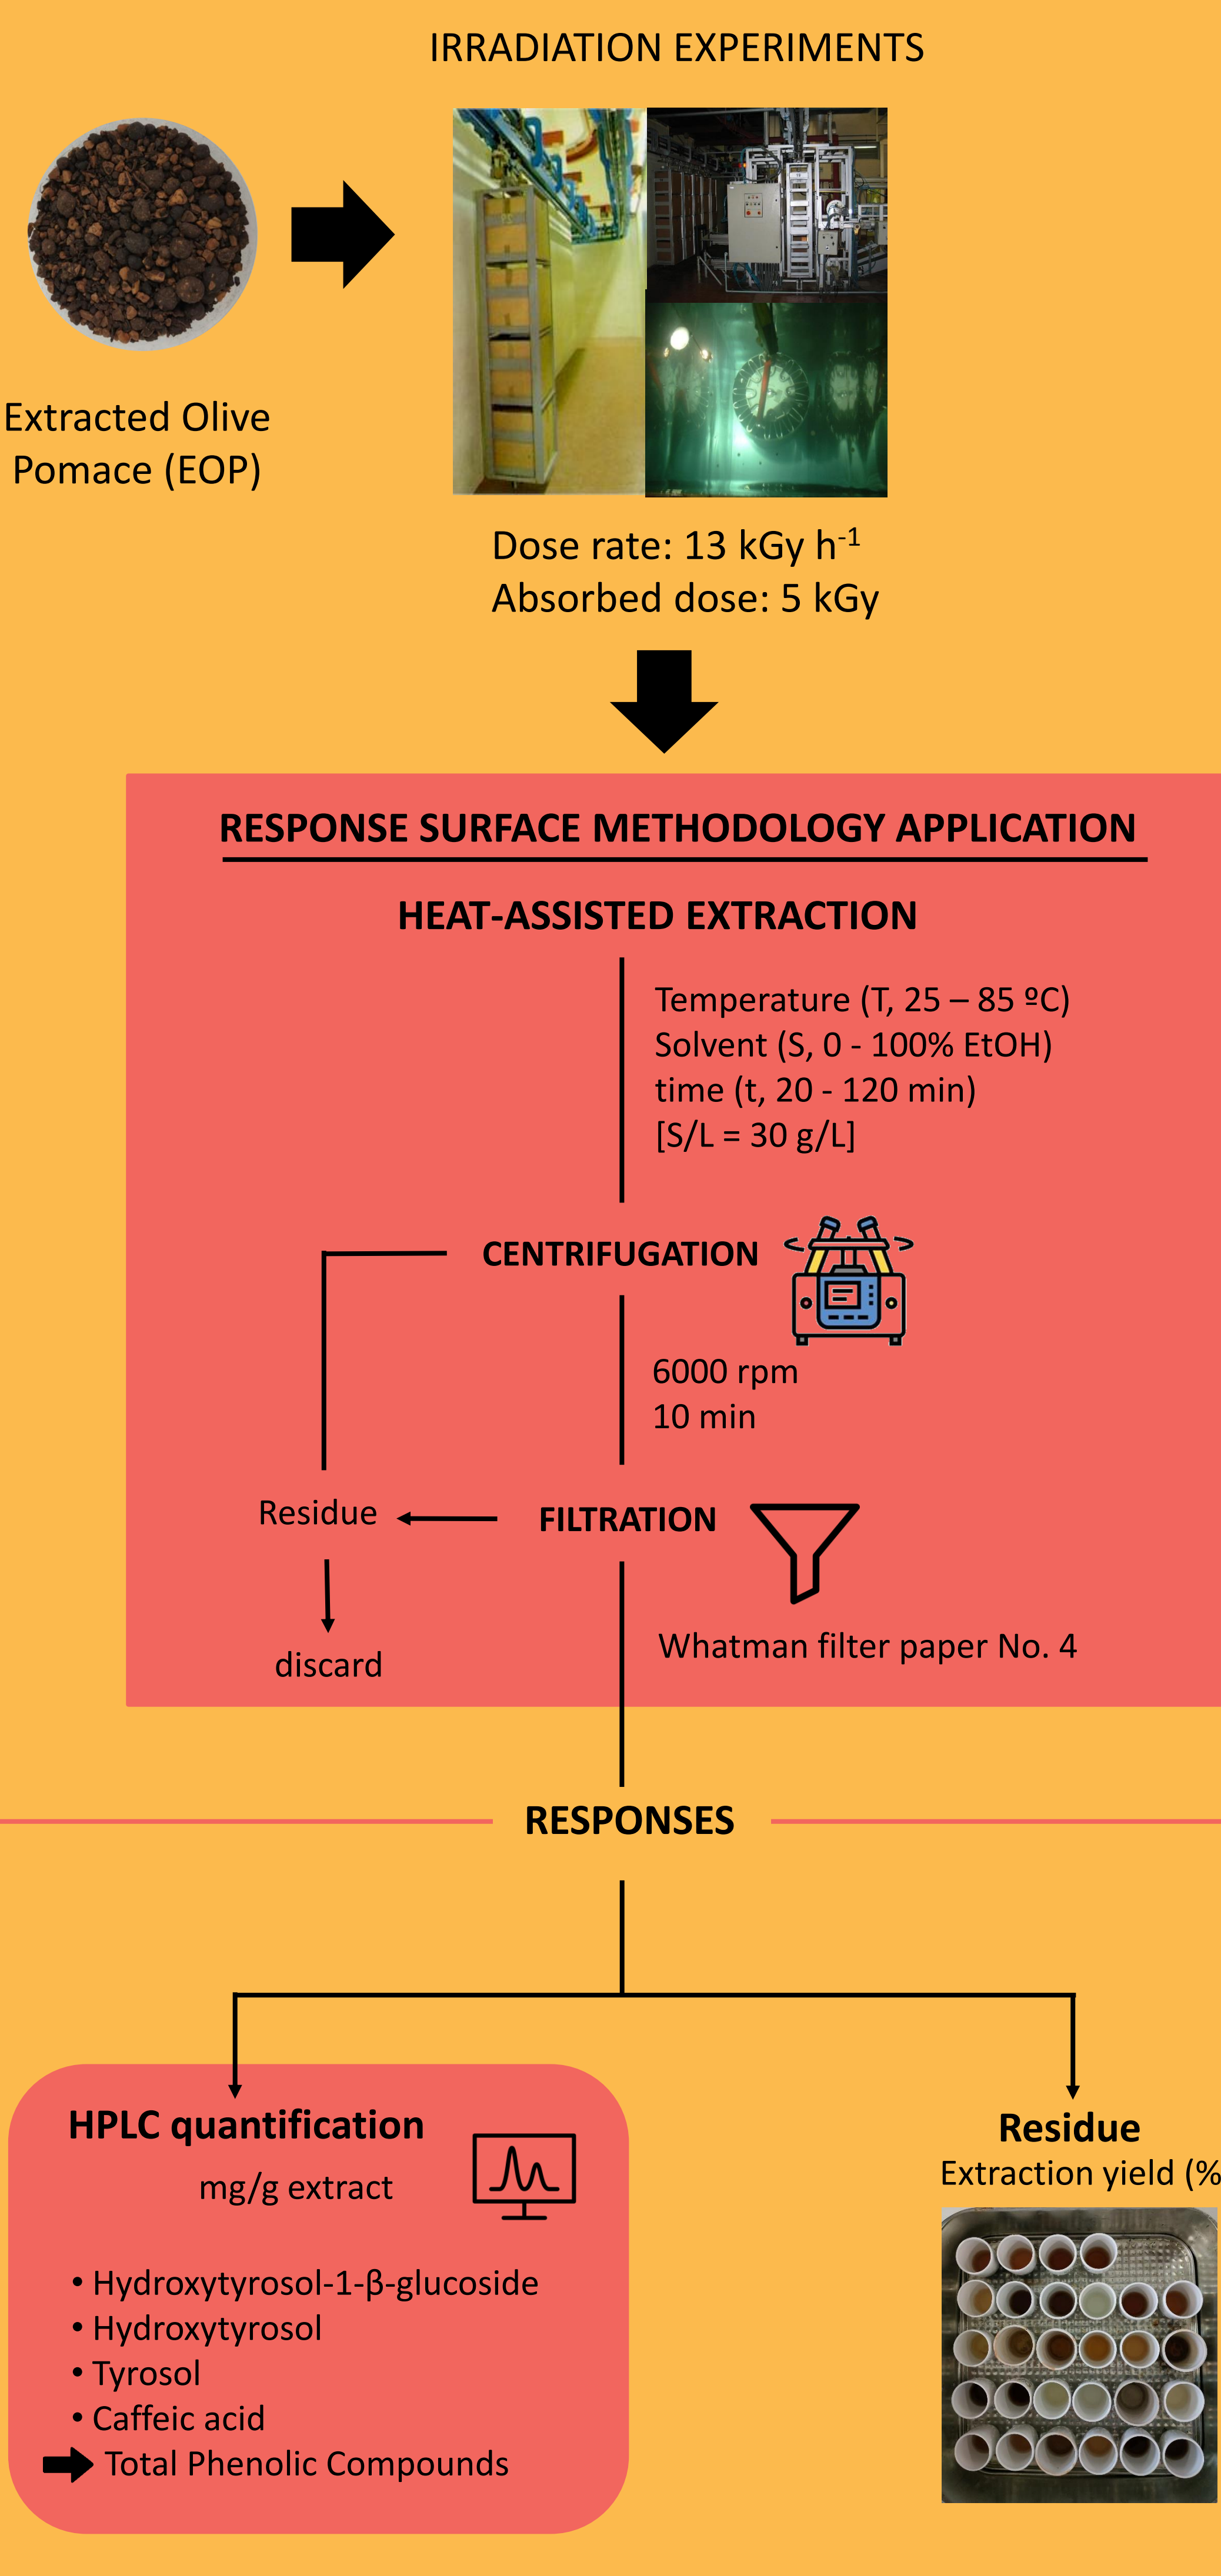 IRRADIATION EXPERIMENTS
Extracted Olive
Pomace (EOP)
Dose rate: 13 kGy h⁻¹
Absorbed dose: 5 kGy
RESPONSE SURFACE METHODOLOGY APPLICATION
HEAT-ASSISTED EXTRACTION
Temperature (T, 25 – 85 ºC)
Solvent (S, 0 - 100% EtOH)
time (t, 20 - 120 min)
[S/L = 30 g/L]
CENTRIFUGATION
6000 rpm
10 min
Residue
FILTRATION
discard
Whatman filter paper No. 4
RESPONSES
HPLC quantification
mg/g extract
• Hydroxytyrosol-1-β-glucoside
• Hydroxytyrosol
• Tyrosol
• Caffeic acid
Total Phenolic Compounds
Residue
Extraction yield (%